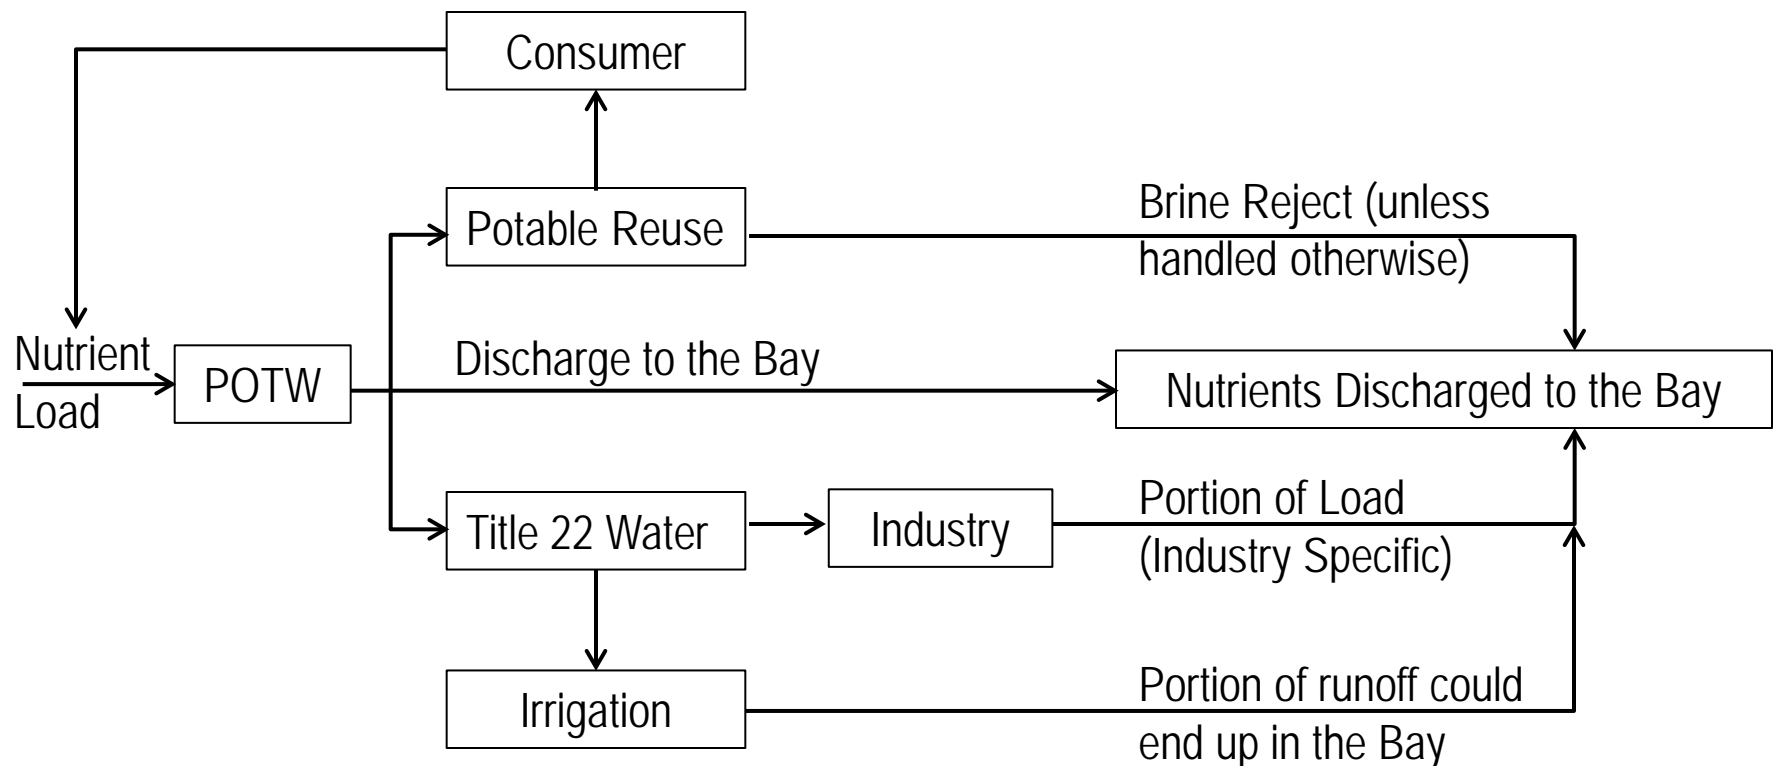 Consumer
Potable Reuse
Brine Reject (unless
handled otherwise)
Nutrient
Load
POTW
Discharge to the Bay
Nutrients Discharged to the Bay
Title 22 Water
Industry
Portion of Load
(Industry Specific)
Irrigation
Portion of runoff could
end up in the Bay